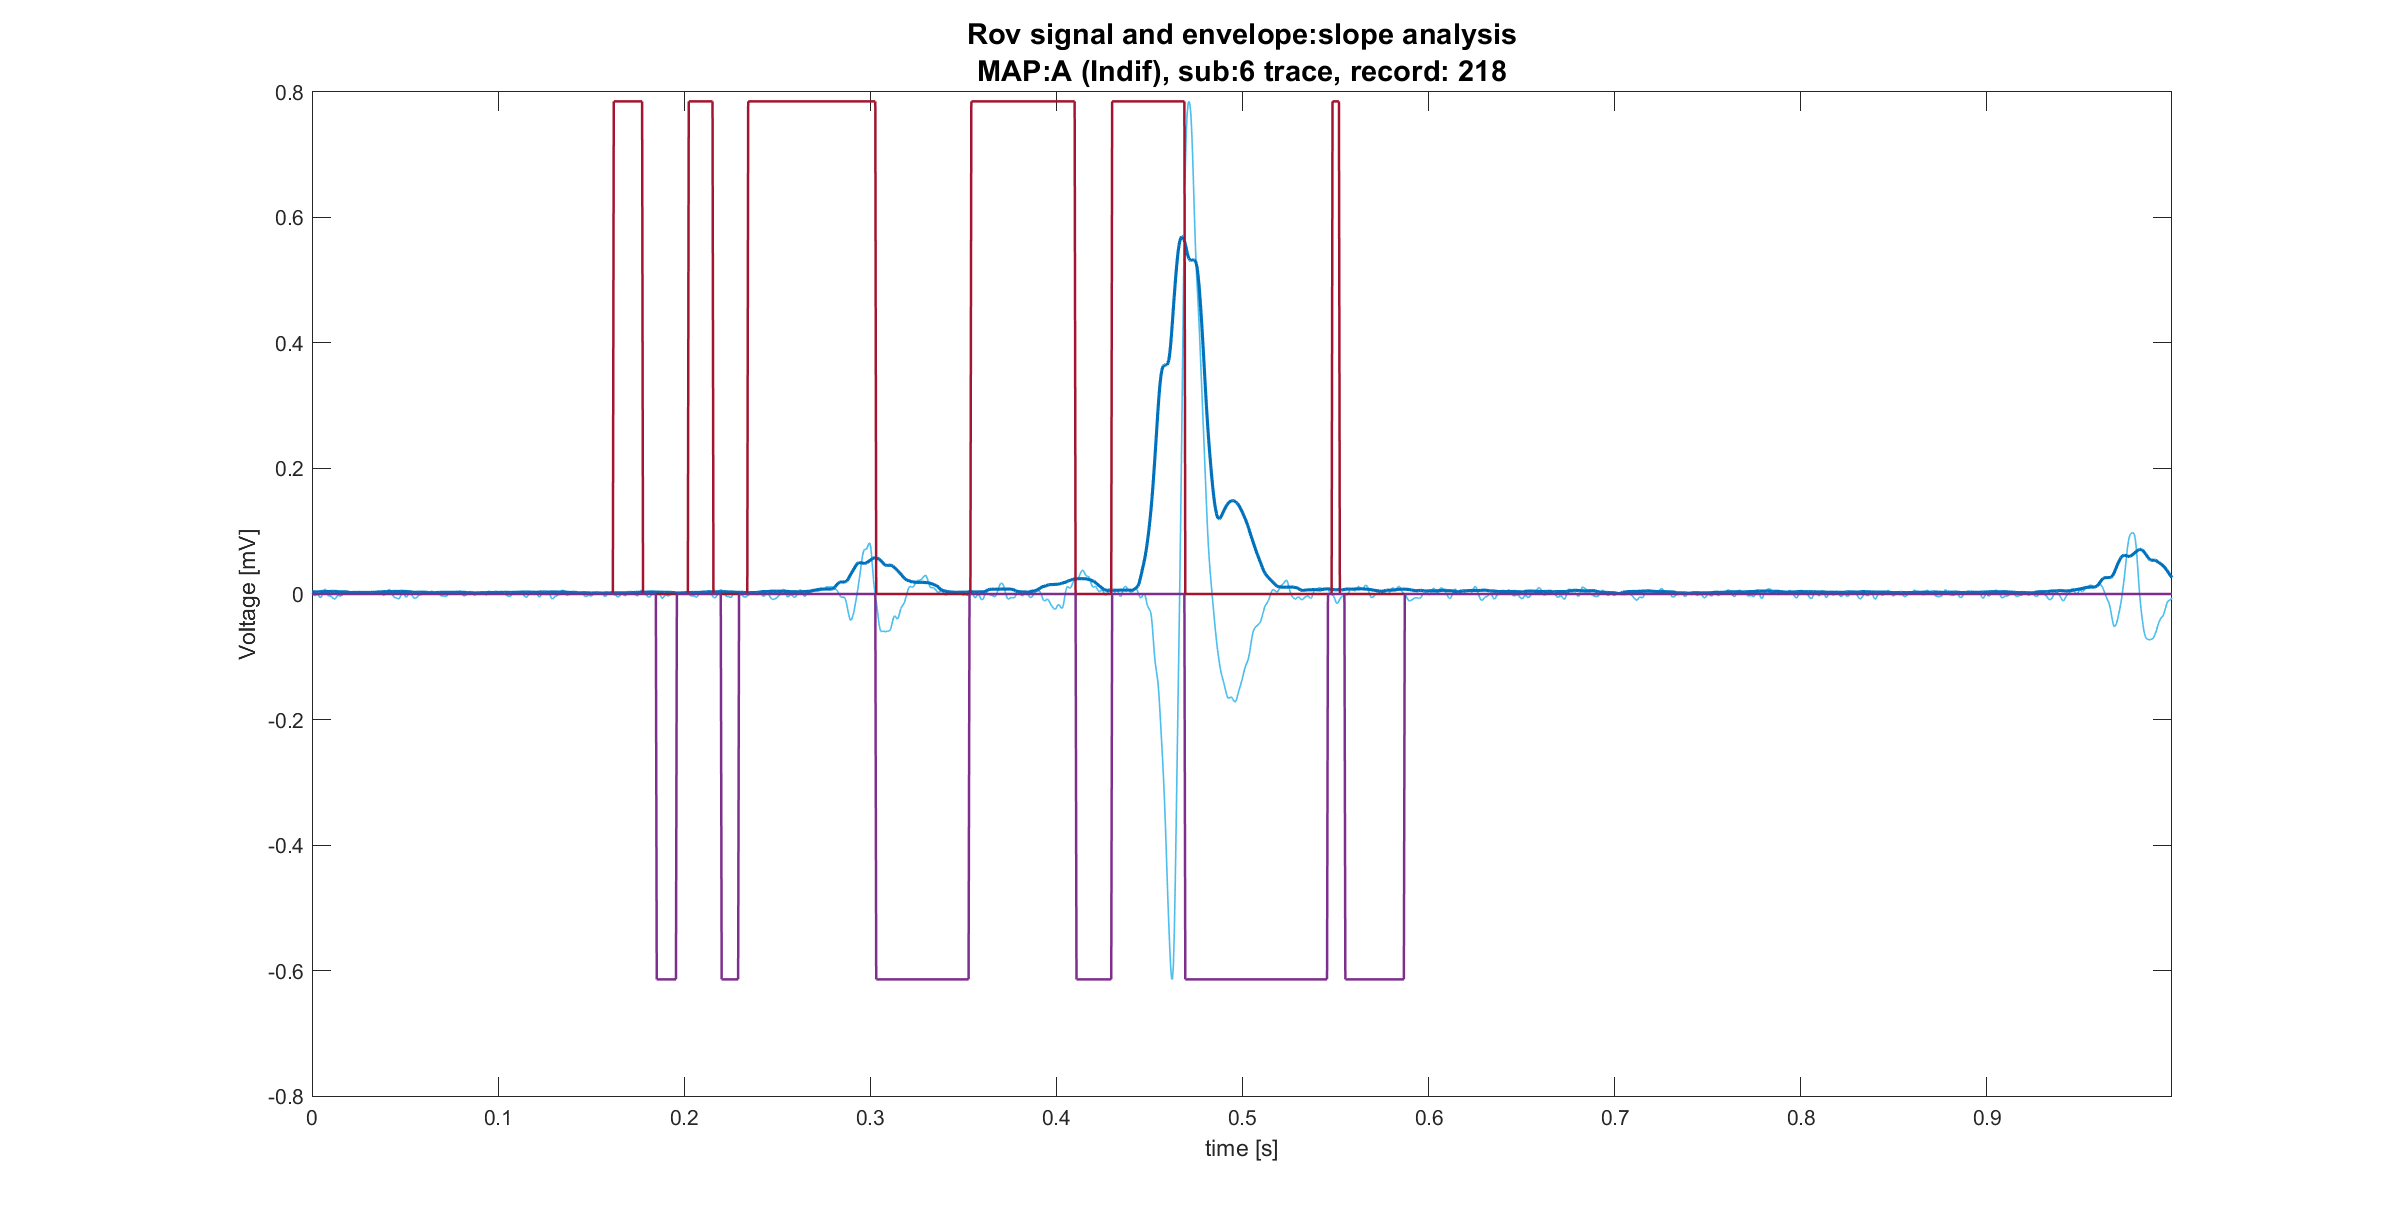 Rov signal and envelope:slope analysis
MAP:A (Indif), sub:6 trace, record: 218
0.8
0.6
0.4
0.2
0
-0.2
-0.4
-0.6
-0.8
Voltage [mV]
0 0.1 0.2 0.3 0.4 0.5 0.6 0.7 0.8 0.9
time [s]